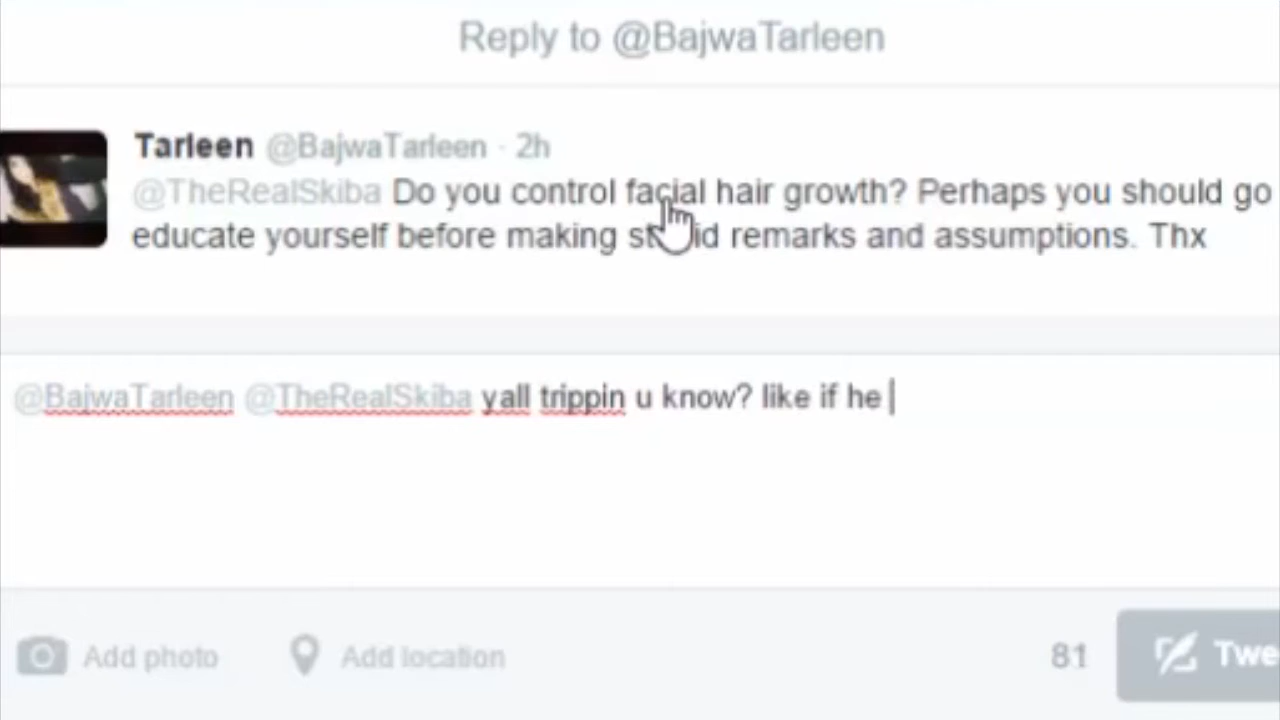 Reply to @BajwaTarleen
Tarleen @BajwaTarleen · 2h
@TheRealSkiba Do you control facial hair growth? Perhaps you should go
educate yourself before making remarks and assumptions. Thx
@BajwaTarleen @TheRealSkiba yall trippin u know? like if he
Add photo Add location 81